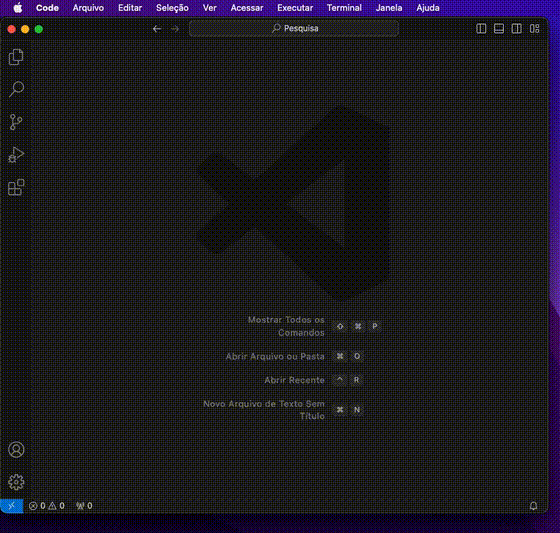 Code Arquivo Editar Seleção Ver Acessar Executar Terminal Janela Ajuda
Pesquisa
Mostrar Todos os
Comandos
⇧ ⌘ P
Abrir Arquivo ou Pasta ⌘ O
Abrir Recente ^ R
Novo Arquivo de Texto Sem
Título
⌘ N
0 0 0